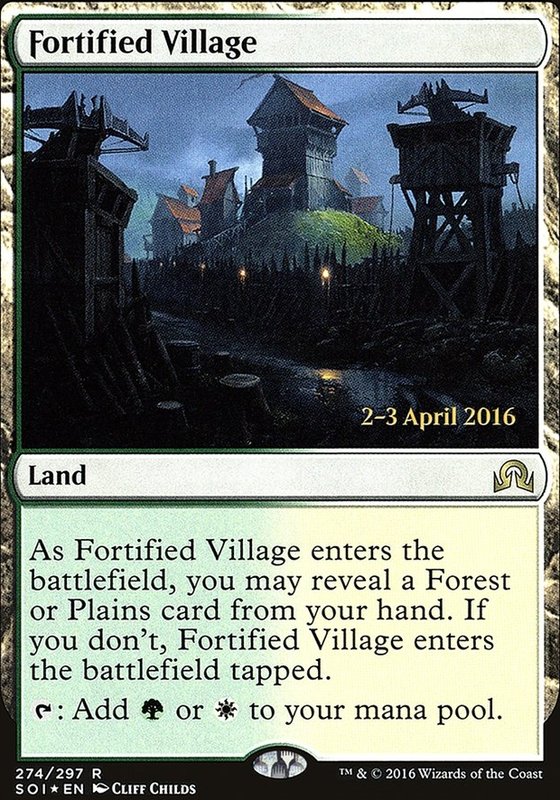 Fortified Village
2–3 April 2016
Land
As Fortified Village enters the
battlefield, you may reveal a Forest
or Plains card from your hand. If
you don't, Fortified Village enters
the battlefield tapped.
: Add or to your mana pool.
274/297 R
SOI★EN Cliff Childs
™ & © 2016 Wizards of the Coast